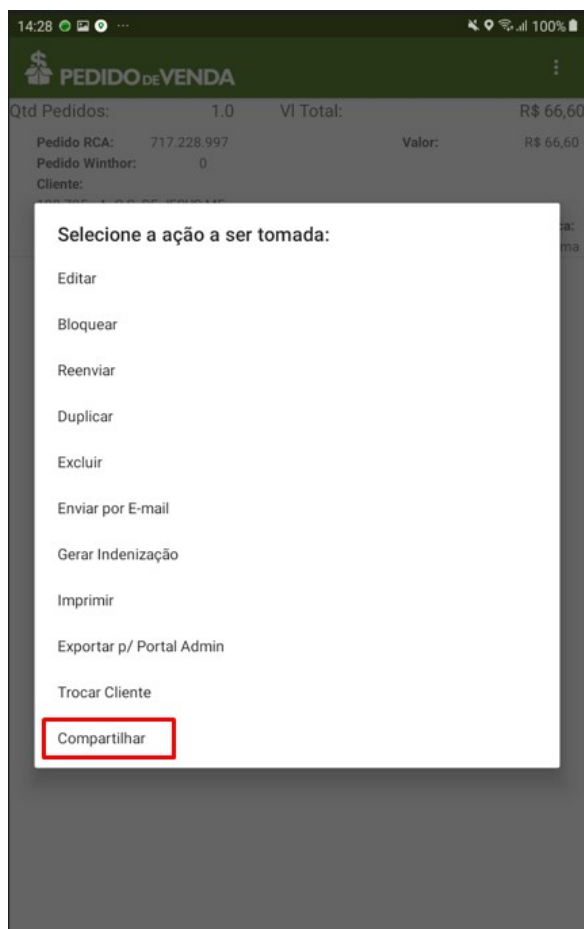 14:28 ... 100%
PEDIDO DE VENDA
Qtd Pedidos: 1.0 Vl Total: R$ 66,60
Pedido RCA: 717.228.997 Valor: R$ 66,60
Pedido Winthor: 0
Cliente:
Selecione a ação a ser tomada:
Editar
Bloquear
Reenviar
Duplicar
Excluir
Enviar por E-mail
Gerar Indenização
Imprimir
Exportar p/ Portal Admin
Trocar Cliente
Compartilhar